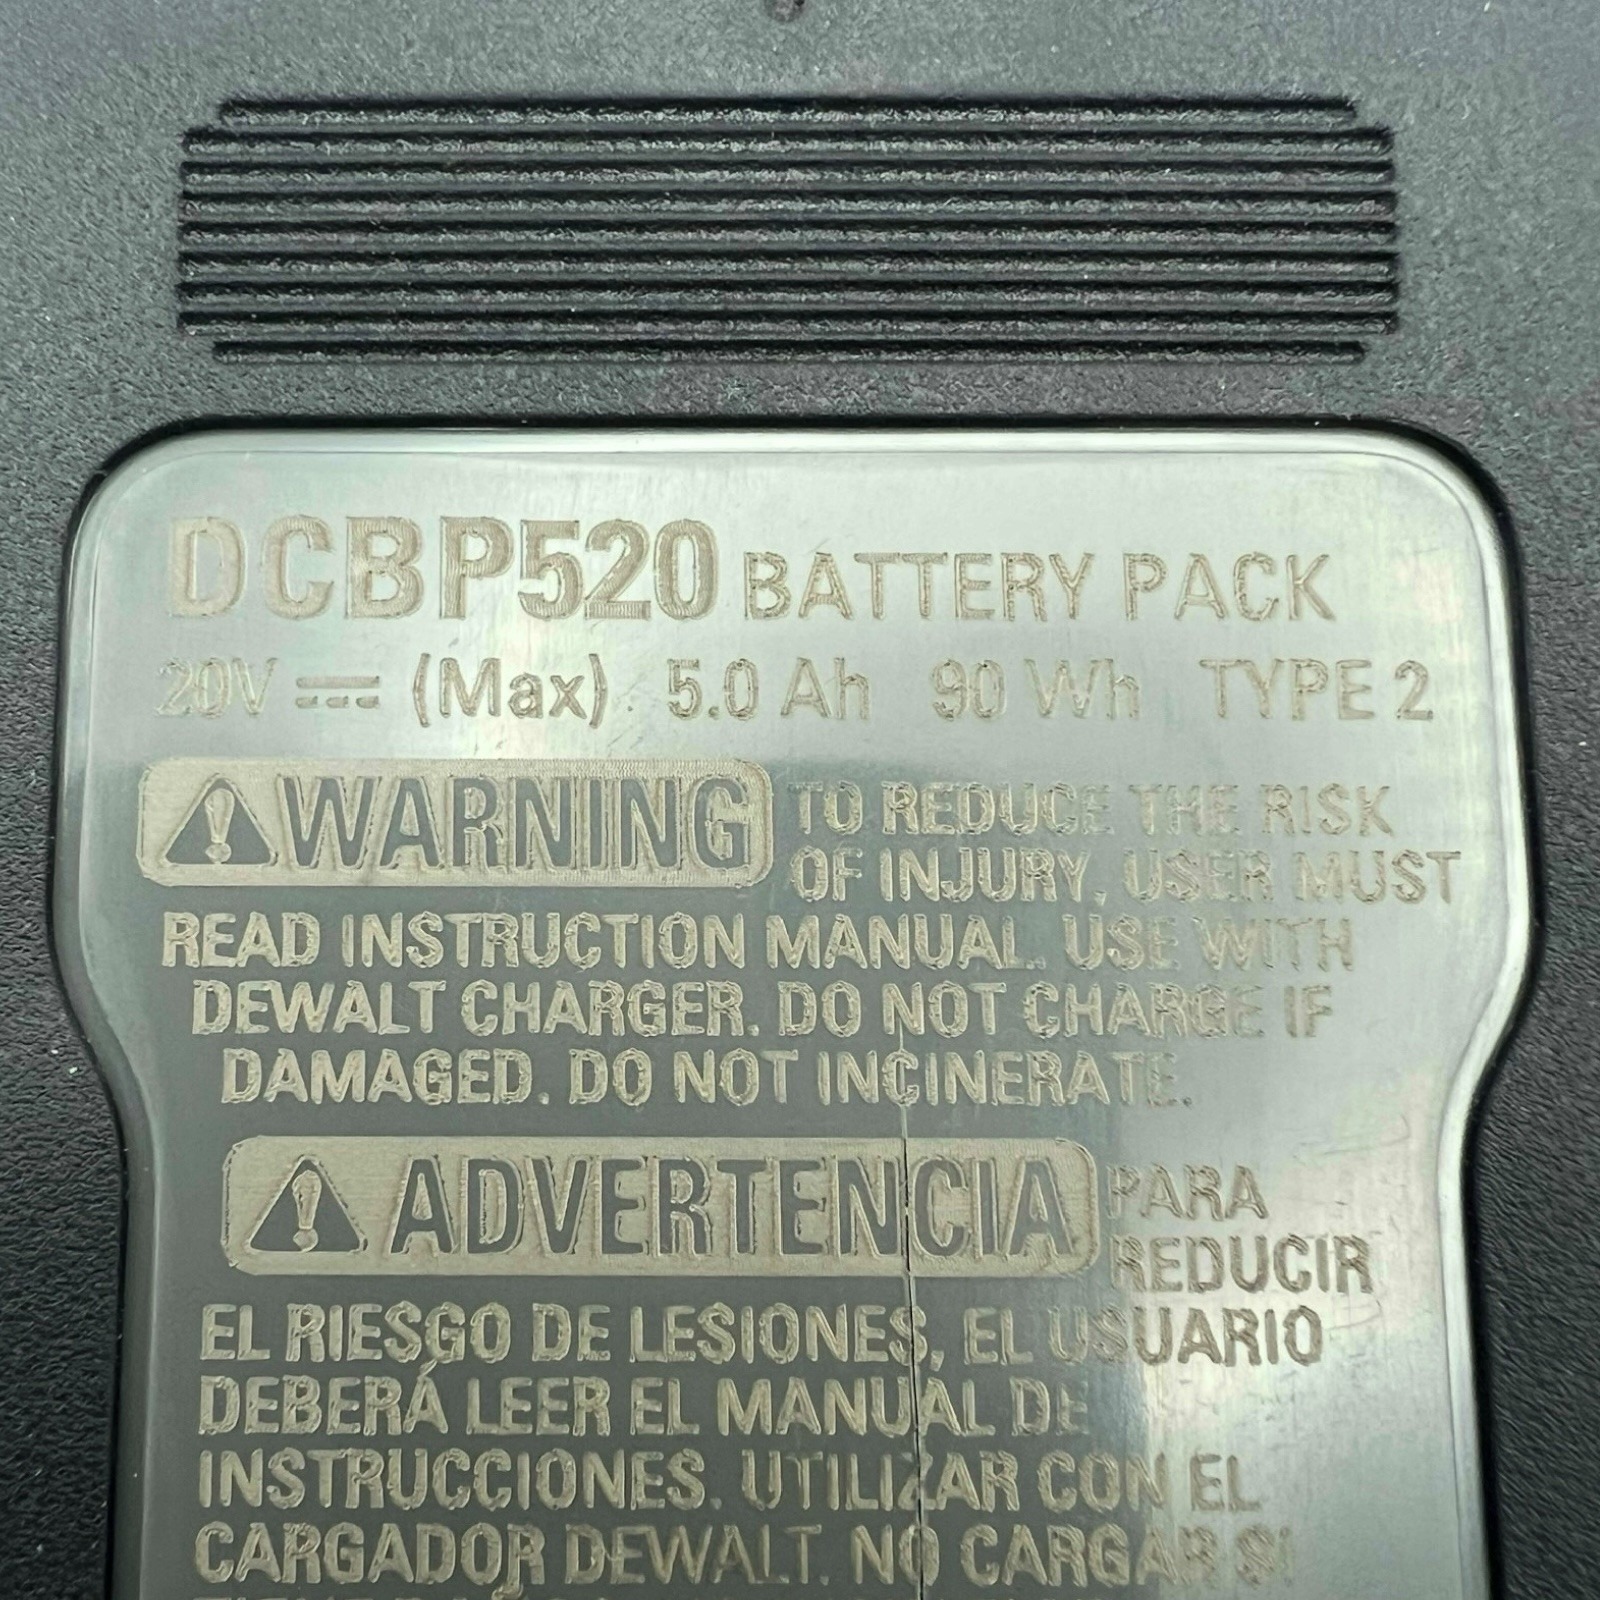 DCBP520 BATTERY PACK
20V ⎓ (Max) 5.0 Ah 90 Wh TYPE 2
WARNING TO REDUCE THE RISK
OF INJURY, USER MUST
READ INSTRUCTION MANUAL. USE WITH
DEWALT CHARGER. DO NOT CHARGE IF
DAMAGED. DO NOT INCINERATE.
ADVERTENCIA PARA
REDUCIR
EL RIESGO DE LESIONES, EL USUARIO
DEBERÁ LEER EL MANUAL DE
INSTRUCCIONES. UTILIZAR CON EL
CARGADOR DEWALT. NO CARGAR SI